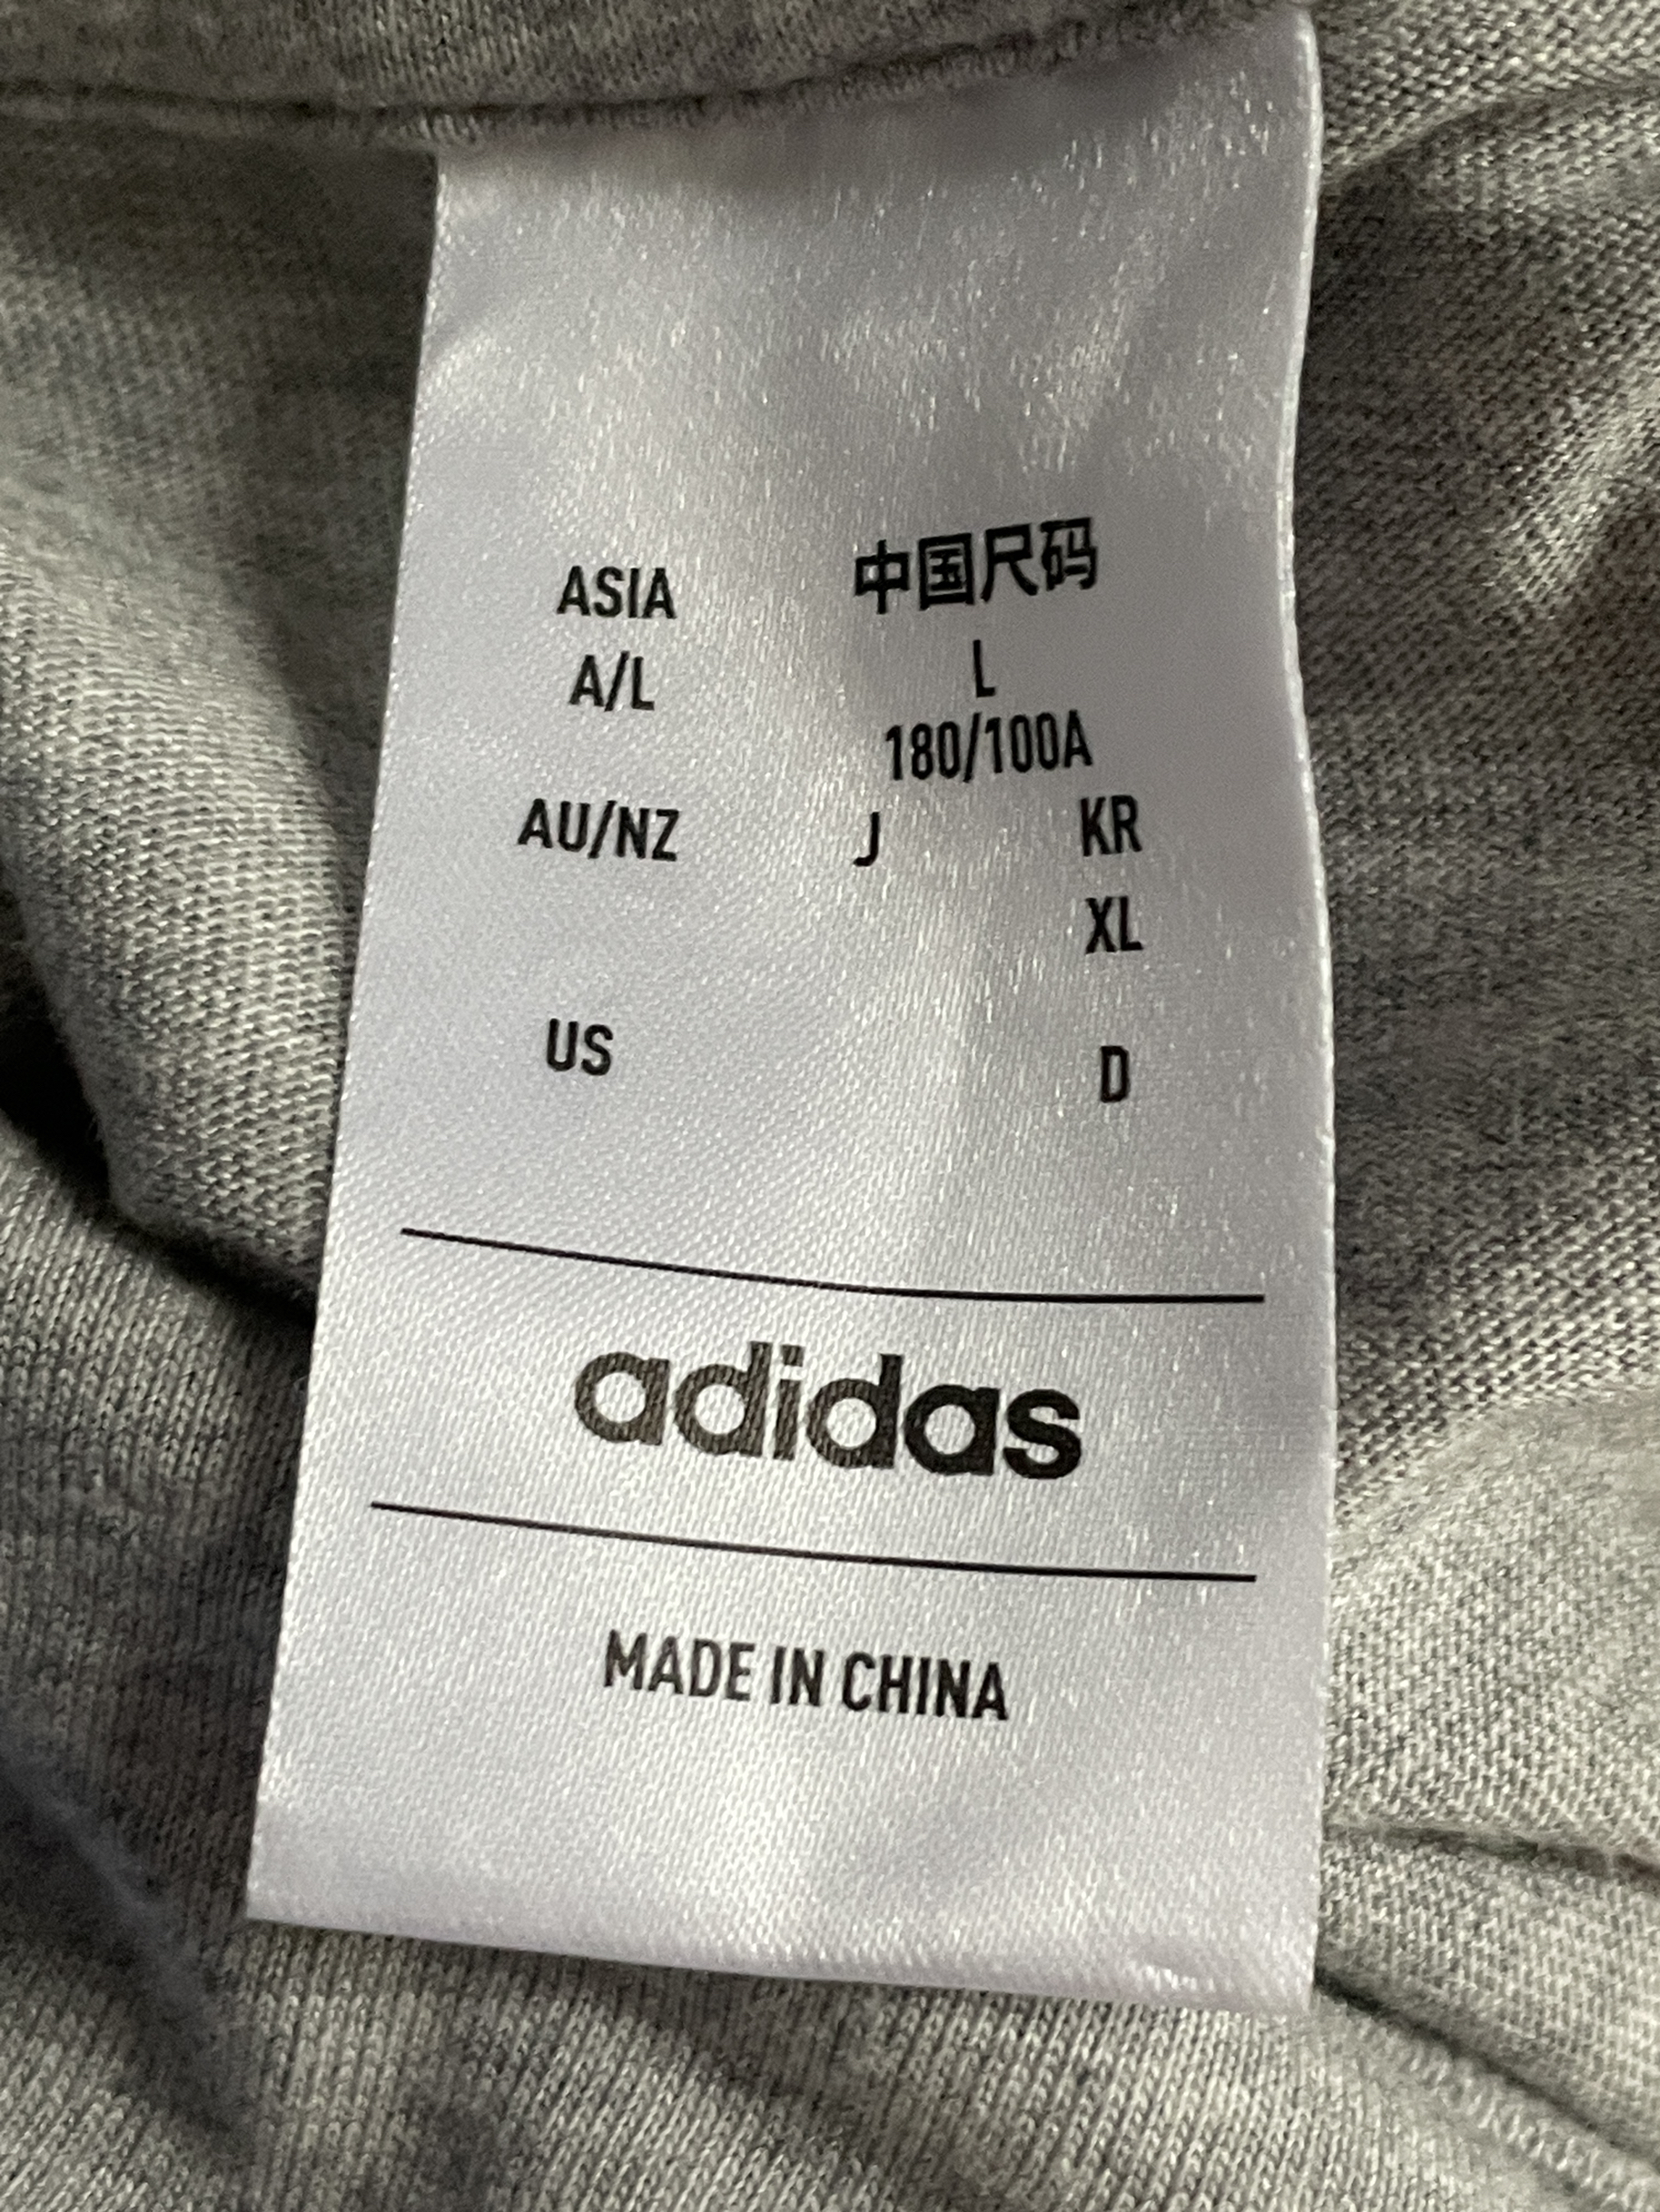 ASIA 中国尺码
A/L L
180/100A
AU/NZ J KR
XL
US D
adidas
MADE IN CHINA